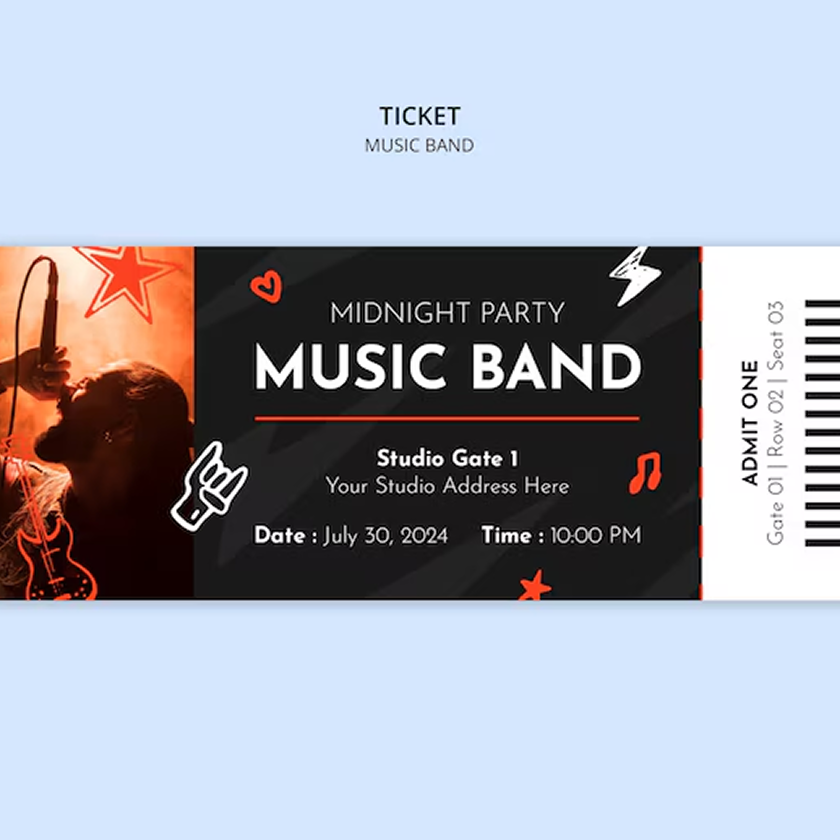 TICKET
MUSIC BAND
MIDNIGHT PARTY
MUSIC BAND
Studio Gate 1
Your Studio Address Here
Date : July 30, 2024 Time : 10:00 PM
ADMIT ONE
Gate 01 | Row 02 | Seat 03